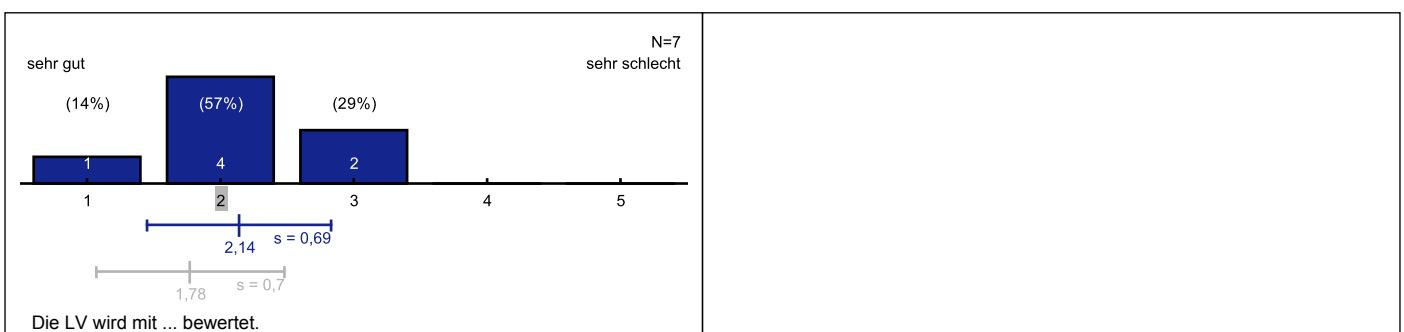 N=7
sehr gut sehr schlecht
(14%) (57%) (29%)
1 4 2
1 2 3 4 5
2,14 s = 0,69
1,78 s = 0,7
Die LV wird mit ... bewertet.